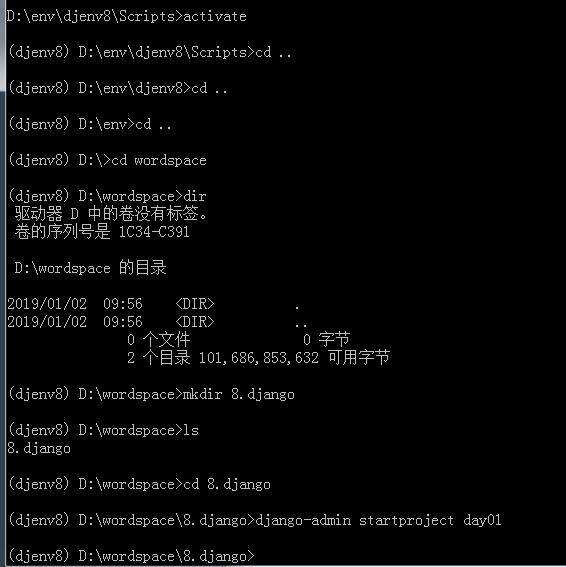 D:\env\djenv8\Scripts>activate
(djenv8) D:\env\djenv8\Scripts>cd ..
(djenv8) D:\env\djenv8>cd ..
(djenv8) D:\env>cd ..
(djenv8) D:\>cd wordspace
(djenv8) D:\wordspace>dir
驱动器 D 中的卷没有标签。
卷的序列号是 1C34-C391
D:\wordspace 的目录
2019/01/02  09:56    <DIR>          .
2019/01/02  09:56    <DIR>          ..
0 个文件              0 字节
2 个目录 101,686,853,632 可用字节
(djenv8) D:\wordspace>mkdir 8.django
(djenv8) D:\wordspace>ls
8.django
(djenv8) D:\wordspace>cd 8.django
(djenv8) D:\wordspace\8.django>django-admin startproject day01
(djenv8) D:\wordspace\8.django>